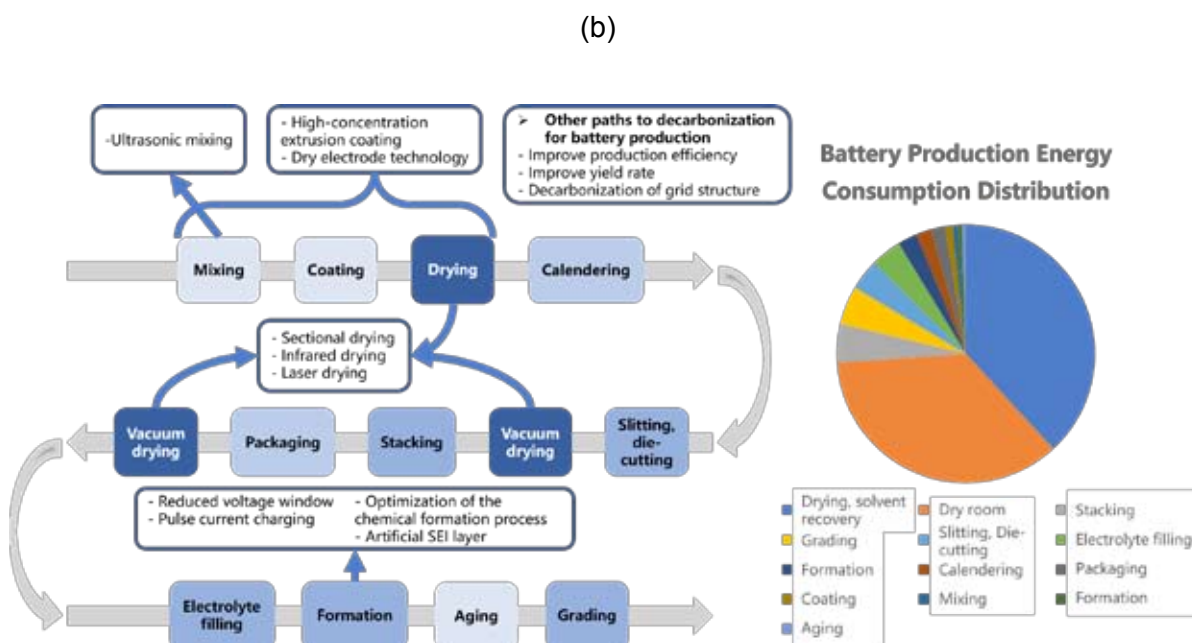 (b)
-Ultrasonic mixing
- High-concentration
extrusion coating
- Dry electrode technology
➤ Other paths to decarbonization
for battery production
- Improve production efficiency
- Improve yield rate
- Decarbonization of grid structure
Mixing
Coating
Drying
Calendering
- Sectional drying
- Infrared drying
- Laser drying
Vacuum
drying
Packaging
Stacking
Vacuum
drying
Slitting,
die-
cutting
- Reduced voltage window
- Pulse current charging
- Optimization of the
chemical formation process
- Artificial SEI layer
Electrolyte
filling
Formation
Aging
Grading
Battery Production Energy
Consumption Distribution
Drying, solvent
recovery
Dry room
Stacking
Grading
Slitting, Die-
cutting
Electrolyte filling
Formation
Calendering
Packaging
Coating
Mixing
Formation
Aging